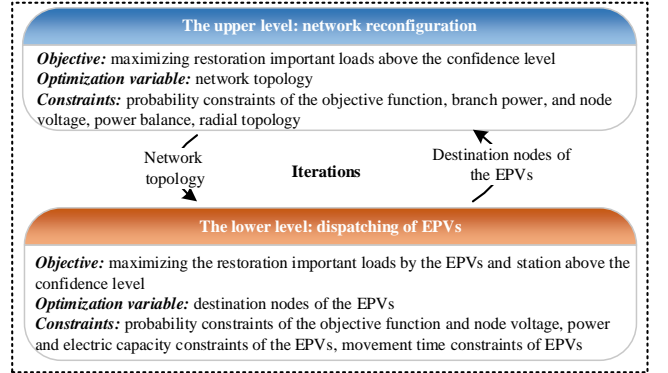 The upper level: network reconfiguration
Objective: maximizing restoration important loads above the confidence level
Optimization variable: network topology
Constraints: probability constraints of the objective function, branch power, and node
voltage, power balance, radial topology
Network
topology
Iterations
Destination nodes of
the EPVs
The lower level: dispatching of EPVs
Objective: maximizing the restoration important loads by the EPVs and station above the
confidence level
Optimization variable: destination nodes of the EPVs
Constraints: probability constraints of the objective function and node voltage, power
and electric capacity constraints of the EPVs, movement time constraints of EPVs